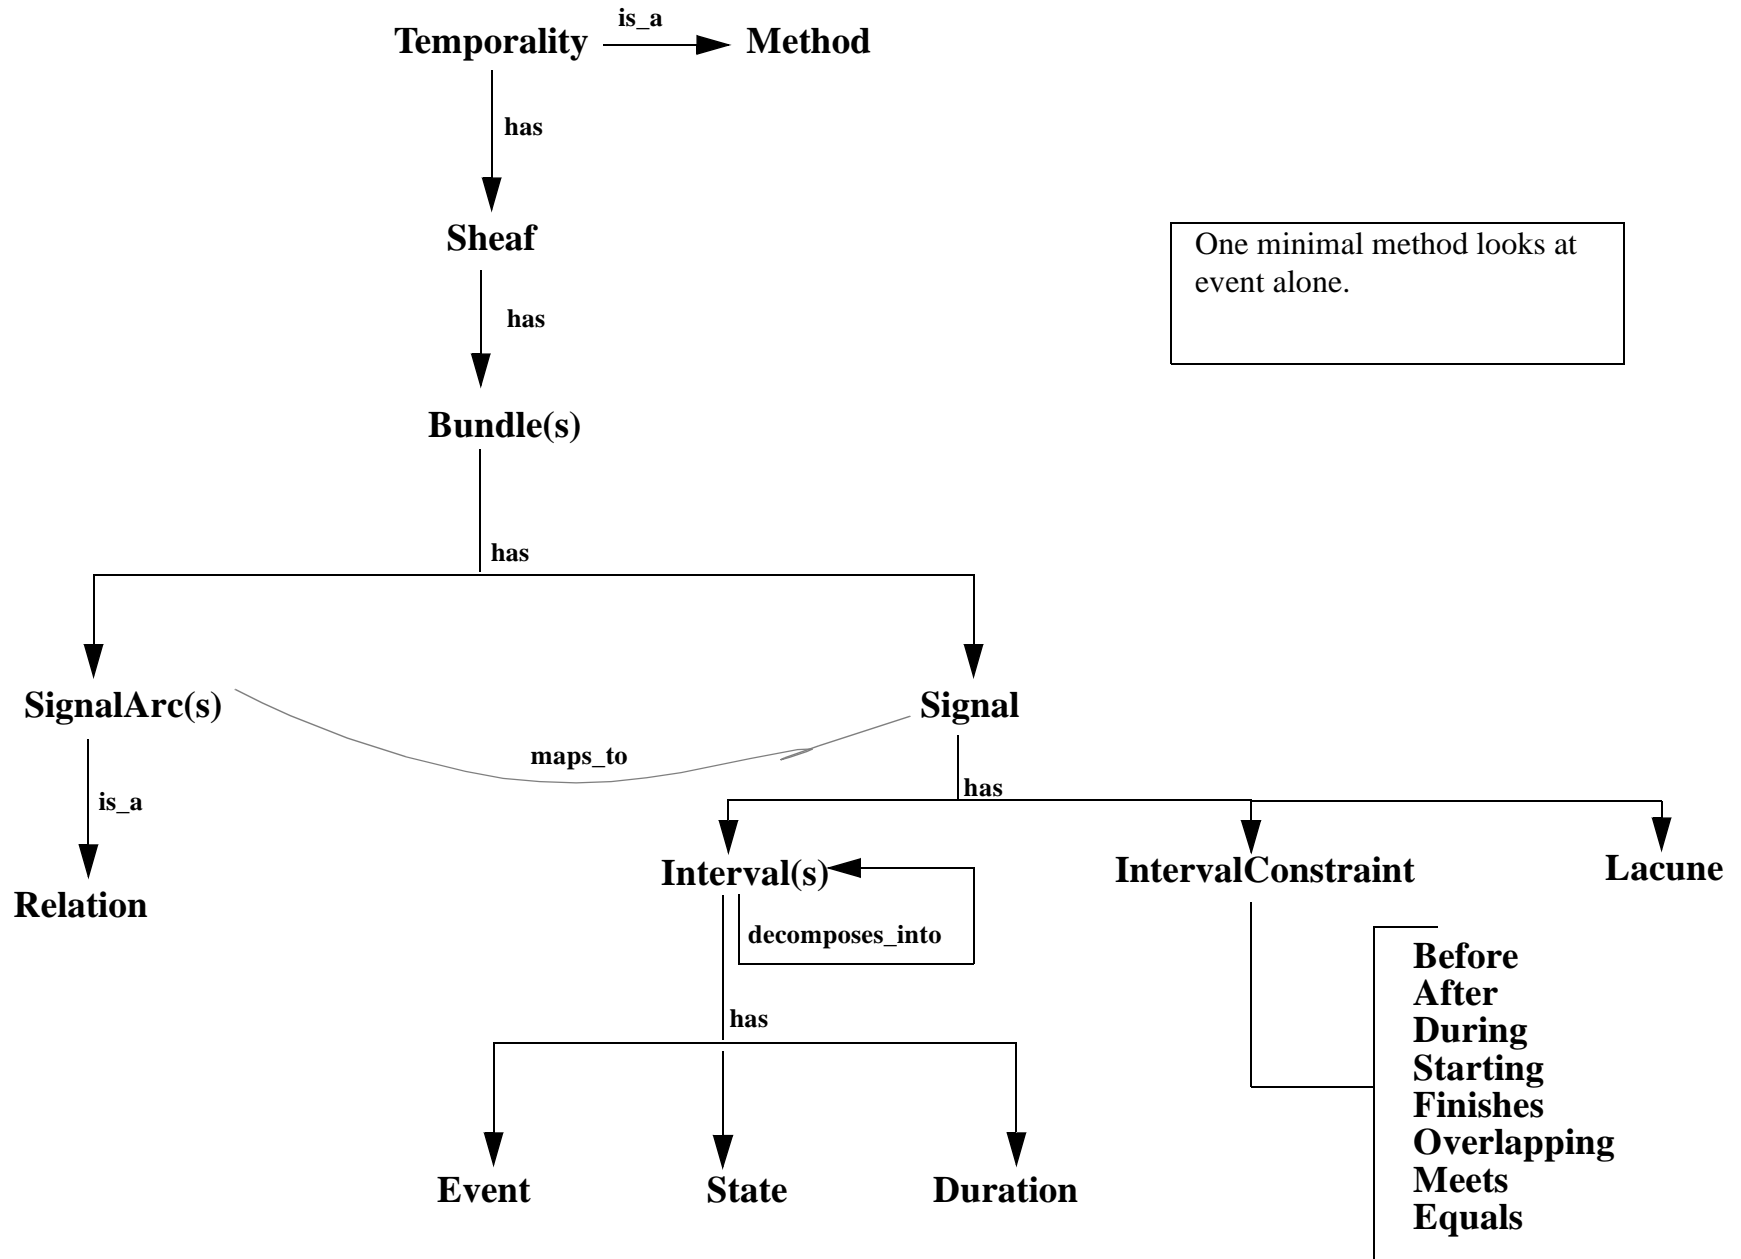 is_a
Temporality
Method
has
Sheaf
One minimal method looks at
event alone.
has
Bundle(s)
has
SignalArc(s)
Signal
maps_to
is_a
has
Interval(s)
IntervalConstraint
Lacune
Relation
decomposes_into
Before
After
During
Starting
Finishes
Overlapping
Meets
Equals
has
Event
State
Duration